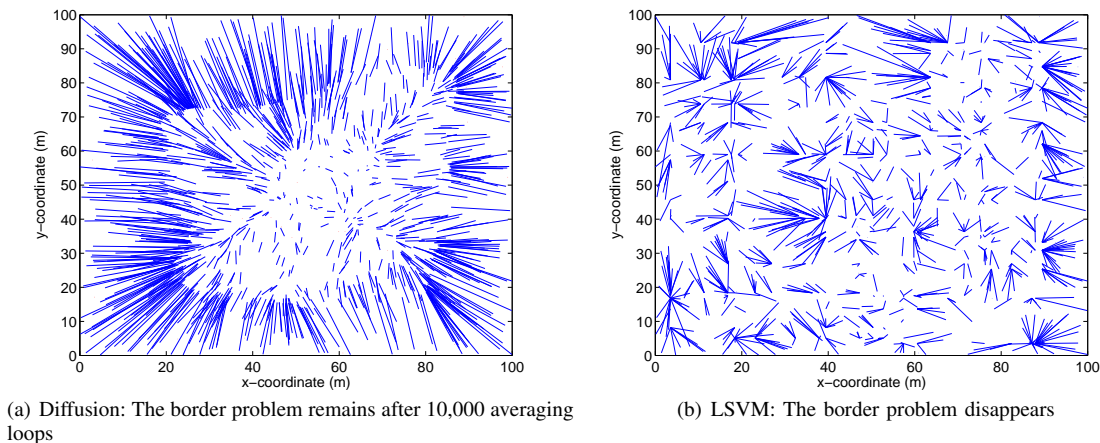 100
90
80
70
60
50
40
30
20
10
0
0 20 40 60 80 100
y−coordinate (m)
x−coordinate (m)
(a) Diffusion: The border problem remains after 10,000 averaging
loops
100
90
80
70
60
50
40
30
20
10
0
0 20 40 60 80 100
y−coordinate (m)
x−coordinate (m)
(b) LSVM: The border problem disappears